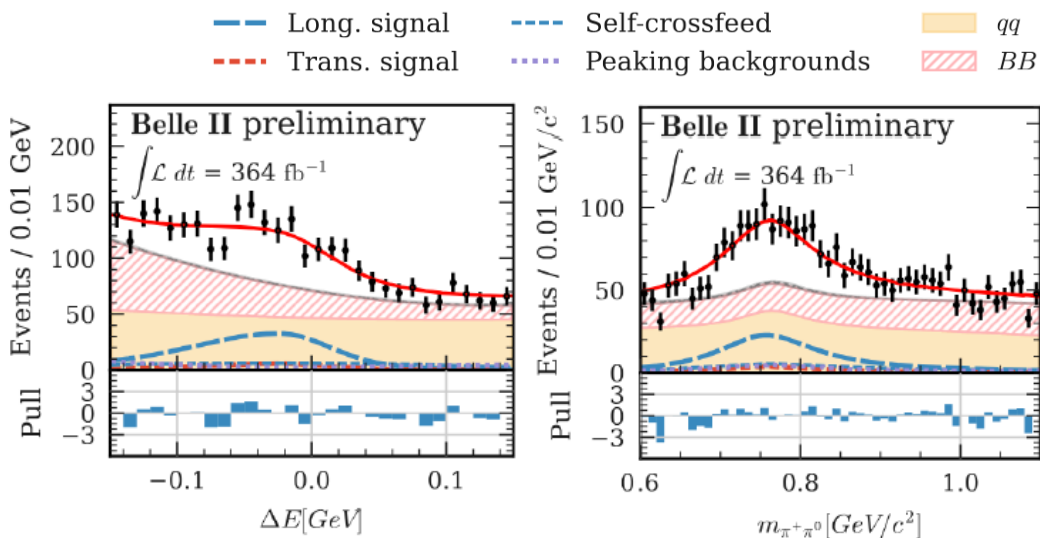 Long. signal
Self-crossfeed
qq
Trans. signal
Peaking backgrounds
BB
Belle II preliminary
∫ℒ dt = 364 fb⁻¹
Events / 0.01 GeV
200
150
100
50
0
Pull
3
0
−3
−0.1
0.0
0.1
ΔE[GeV]
Belle II preliminary
∫ℒ dt = 364 fb⁻¹
Events / 0.01 GeV/c²
150
100
50
0
Pull
3
0
−3
0.6
0.8
1.0
m_{π⁺π⁰}[GeV/c²]